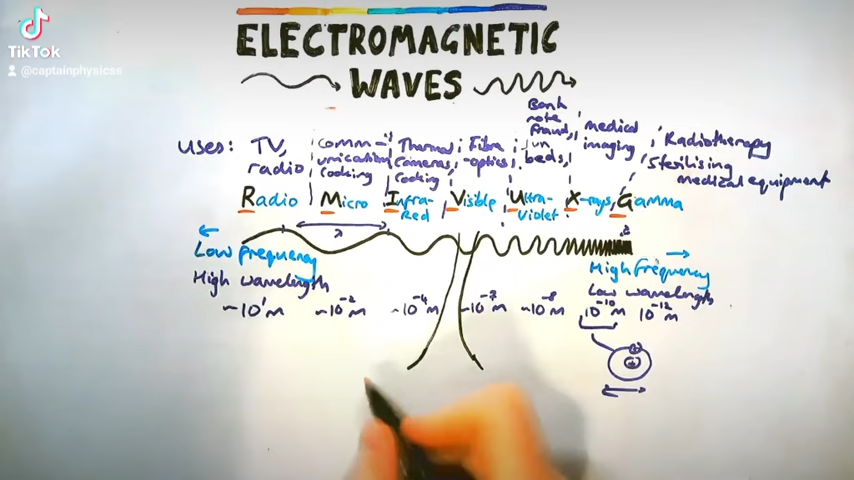 TikTok
@captainphysicss
ELECTROMAGNETIC
WAVES
Uses:
TV,
radio
comm-
unication
cooking
Thermal
cameras
cooking
Fibre
-optics
Bank
note
fraud,
sun
beds,
medical
imaging
Radiotherapy
Sterilising
medical equipment
Radio
Micro
Infra-
Red
Visible
Ultra-
violet
X-rays,
Gamma
λ
λ
Low frequency
High wavelength
High frequency
Low wavelength
~10¹m
~10⁻²m
~10⁻⁴m
~10⁻⁷m
~10⁻⁸m
10⁻¹⁰m
10⁻¹²m
+